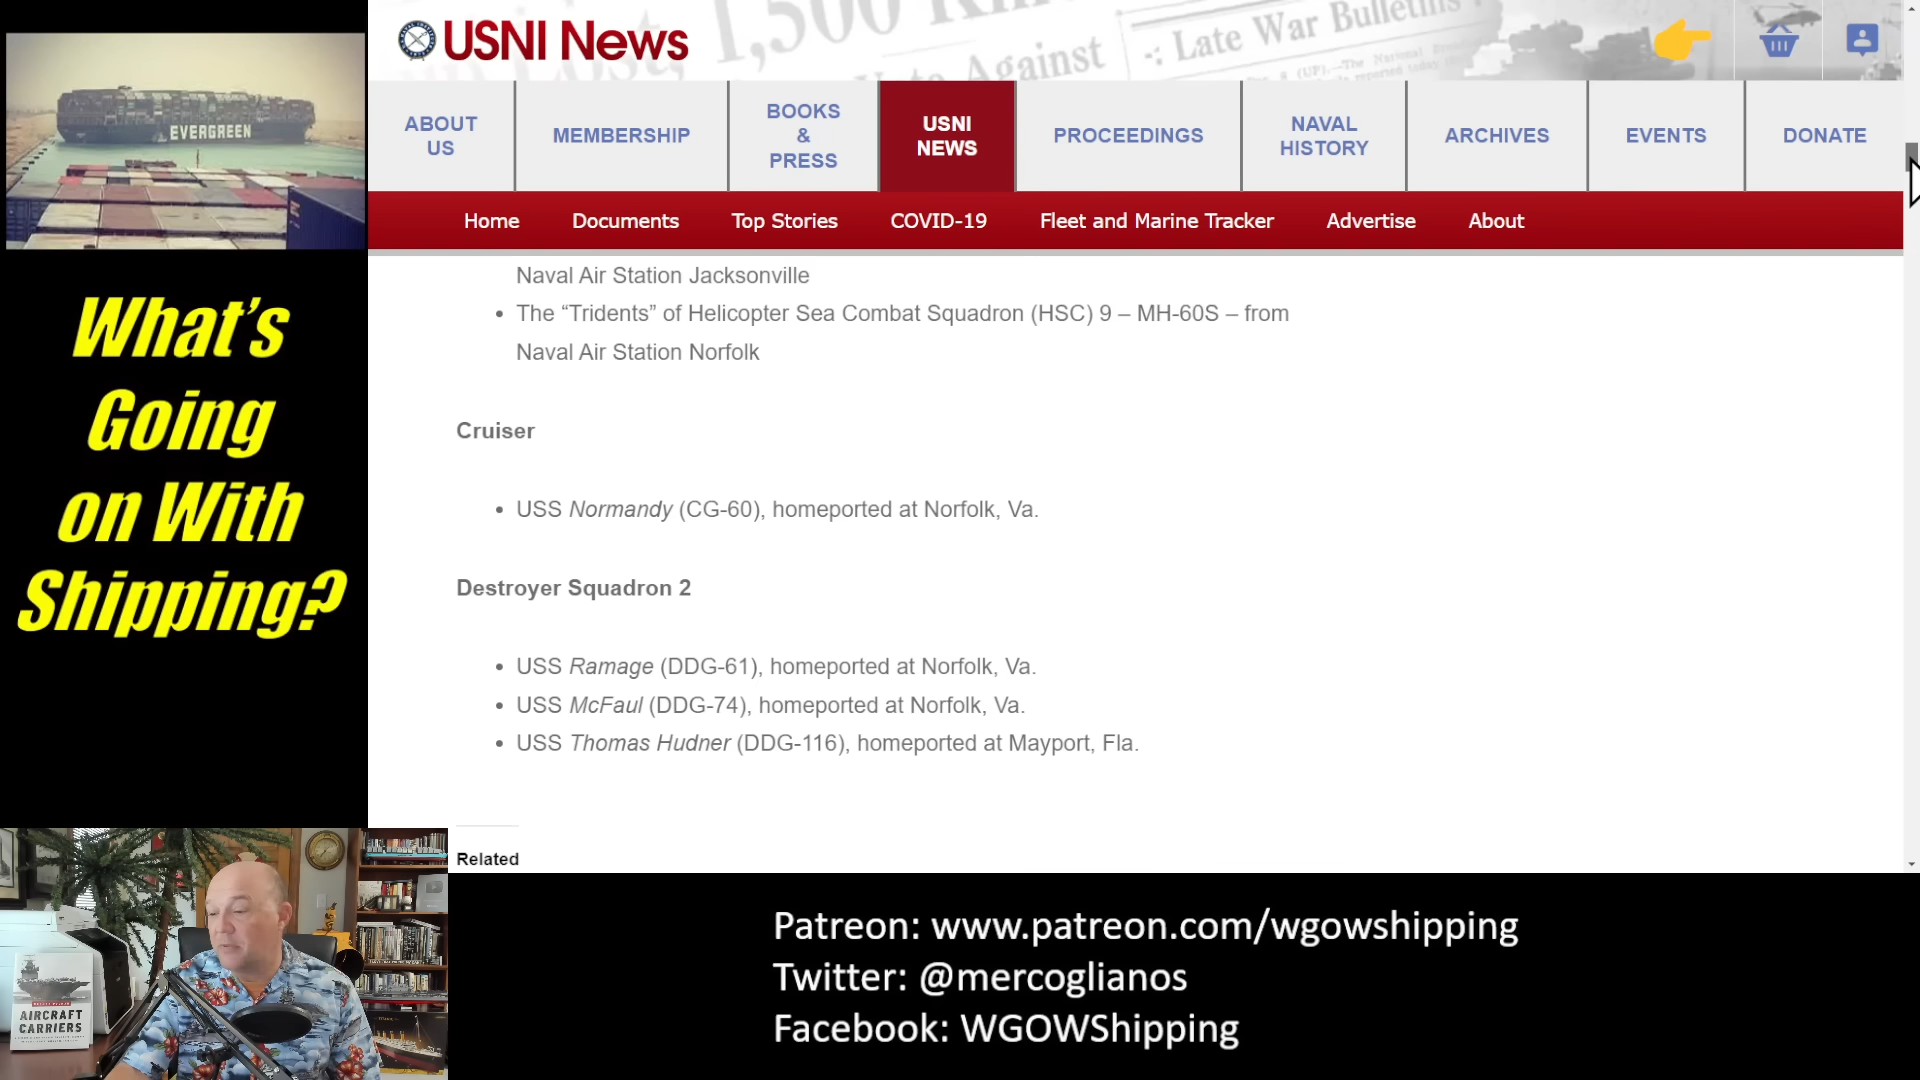 EVERGREEN
What's
Going
on With
Shipping?
USNI News
1,500
Against
-: Late War Bulletins
ABOUT
US
MEMBERSHIP
BOOKS
&
PRESS
USNI
NEWS
PROCEEDINGS
NAVAL
HISTORY
ARCHIVES
EVENTS
DONATE
Home
Documents
Top Stories
COVID-19
Fleet and Marine Tracker
Advertise
About
Naval Air Station Jacksonville
• The “Tridents” of Helicopter Sea Combat Squadron (HSC) 9 – MH-60S – from
Naval Air Station Norfolk
Cruiser
• USS Normandy (CG-60), homeported at Norfolk, Va.
Destroyer Squadron 2
• USS Ramage (DDG-61), homeported at Norfolk, Va.
• USS McFaul (DDG-74), homeported at Norfolk, Va.
• USS Thomas Hudner (DDG-116), homeported at Mayport, Fla.
Related
AIRCRAFT
CARRIERS
Patreon: www.patreon.com/wgowshipping
Twitter: @mercoglianos
Facebook: WGOWShipping